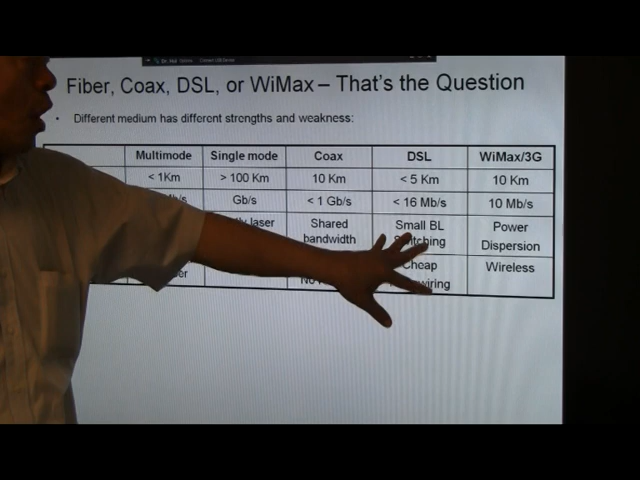 Fiber, Coax, DSL, or WiMax – That's the Question
• Different medium has different strengths and weakness:
Multimode Single mode Coax DSL WiMax/3G
< 1Km > 100 Km 10 Km < 5 Km 10 Km
Gb/s < 1 Gb/s < 16 Mb/s 10 Mb/s
laser Shared bandwidth Small BL Power Dispersion
Cheap Wireless